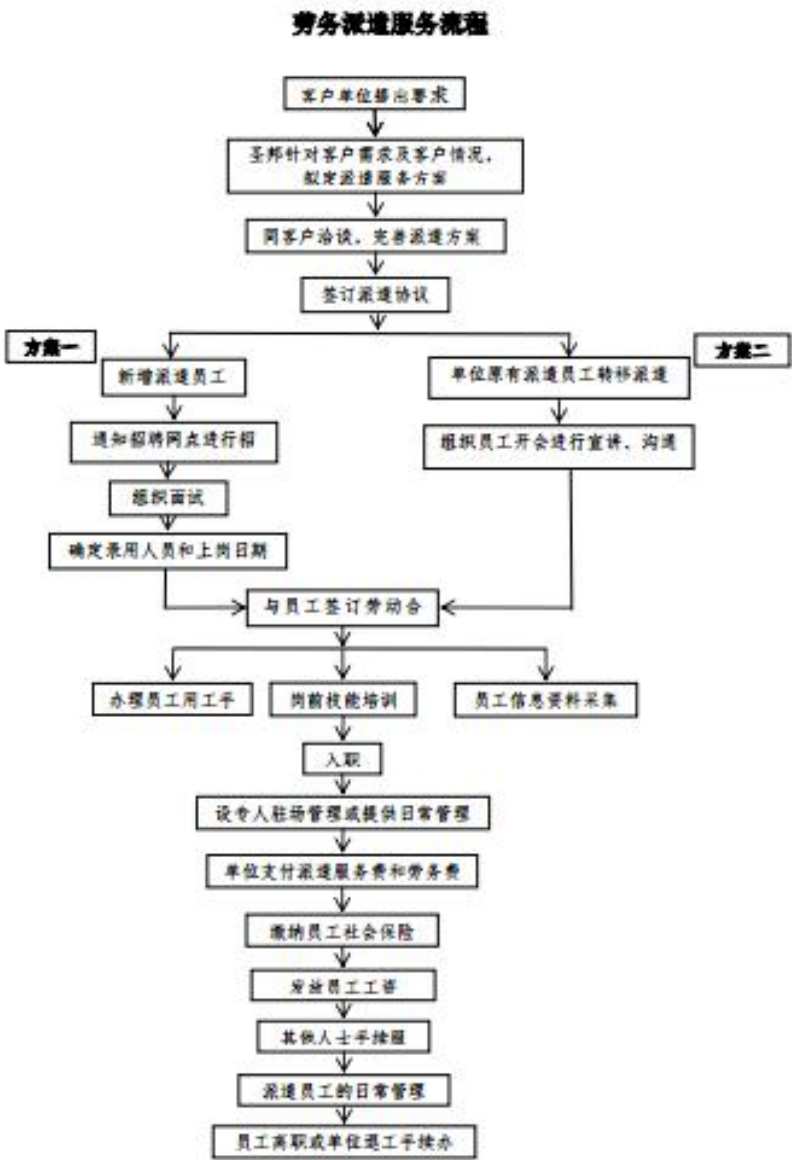 劳务派遣服务流程
客户单位提出要求
圣邦针对客户需求及客户情况,
拟定派遣服务方案
同客户洽谈、完善派遣方案
签订派遣协议
方案一
方案二
新增派遣员工
单位原有派遣员工转移派遣
通知招聘网点进行招
组织员工开会进行宣讲、沟通
组织面试
确定录用人员和上岗日期
与员工签订劳动合
办理员工用工手
岗前技能培训
员工信息资料采集
入职
设专人驻场管理或提供日常管理
单位支付派遣服务费和劳务费
缴纳员工社会保险
发放员工工资
其他人士手续服
派遣员工的日常管理
员工离职或单位退工手续办